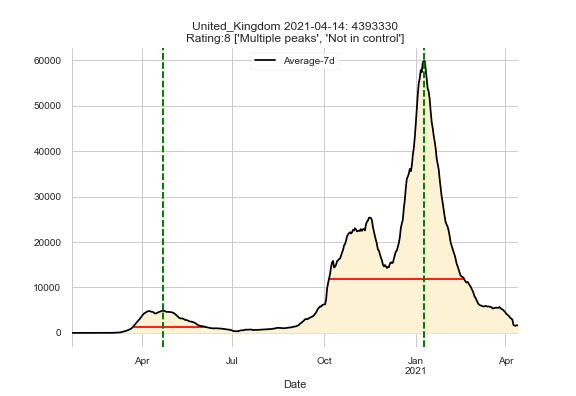 United_Kingdom 2021-04-14: 4393330
Rating:8 ['Multiple peaks', 'Not in control']
Average-7d
60000
50000
40000
30000
20000
10000
0
Apr Jul Oct Jan Apr
2021
Date